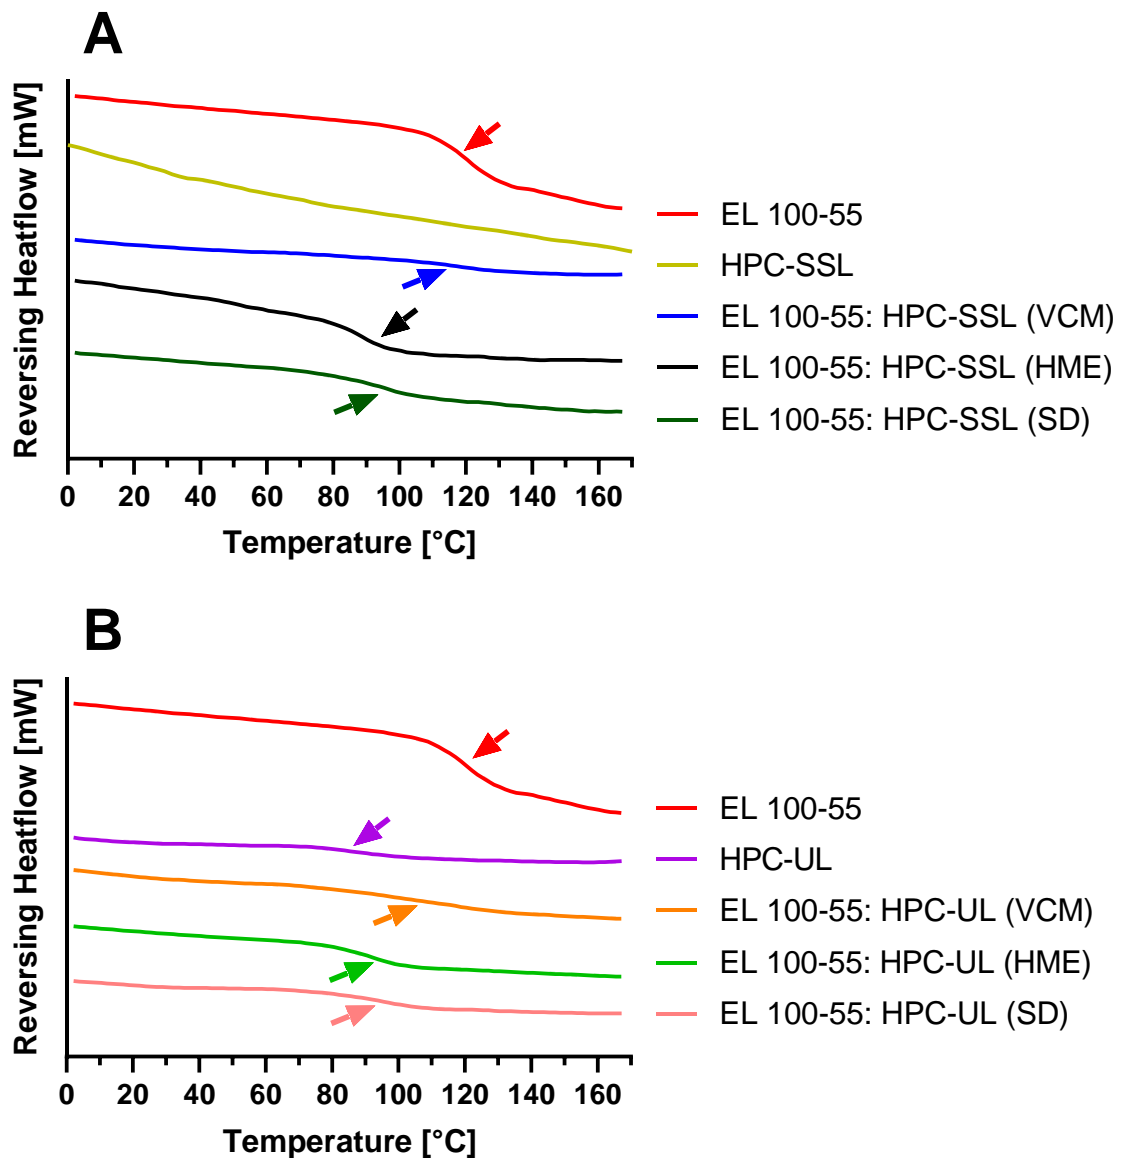 A
Reversing Heatflow [mW]
EL 100-55
HPC-SSL
EL 100-55: HPC-SSL (VCM)
EL 100-55: HPC-SSL (HME)
EL 100-55: HPC-SSL (SD)
0 20 40 60 80 100 120 140 160
Temperature [°C]
B
Reversing Heatflow [mW]
EL 100-55
HPC-UL
EL 100-55: HPC-UL (VCM)
EL 100-55: HPC-UL (HME)
EL 100-55: HPC-UL (SD)
0 20 40 60 80 100 120 140 160
Temperature [°C]